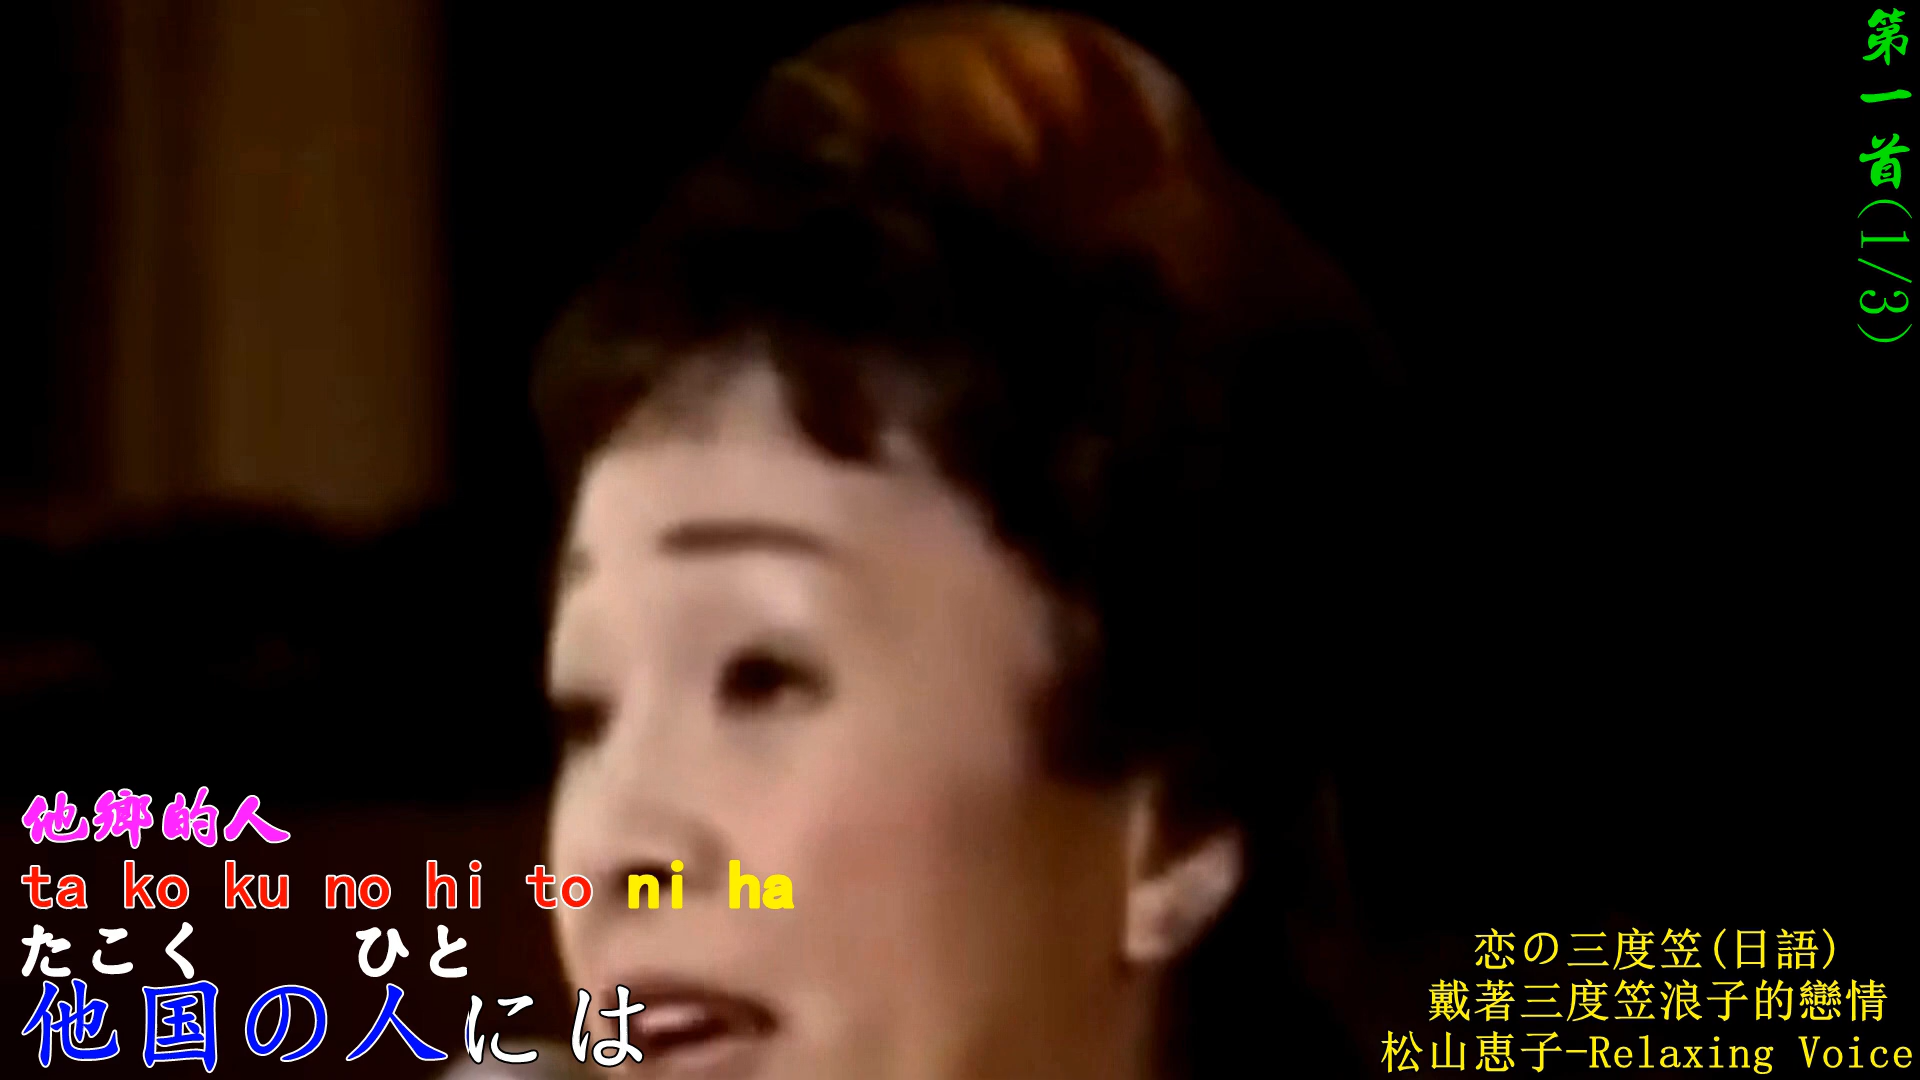 第一首(1/3)
他鄉的人
ta ko ku no hi to ni ha
たこく ひと
他国の人には
恋の三度笠(日語)
戴著三度笠浪子的戀情
松山恵子-Relaxing Voice